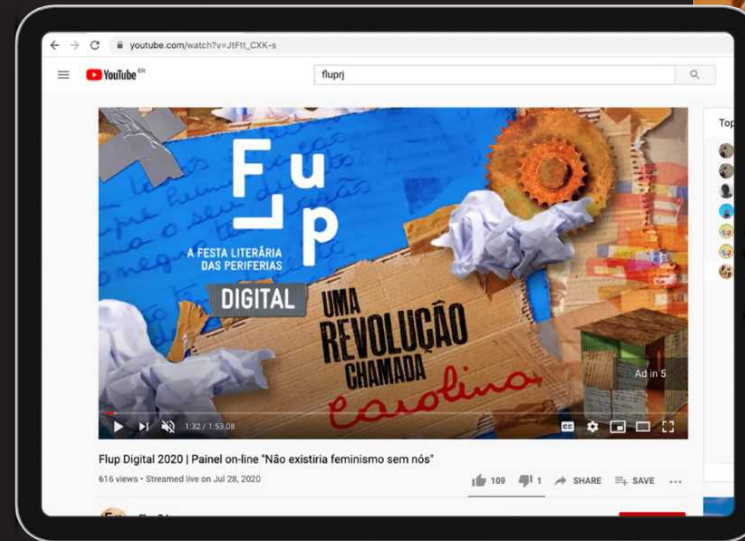 youtube.com/watch?v=JtFtt_CXK-s
YouTube BR
fluprj
Top
Flup
A FESTA LITERÁRIA
DAS PERIFERIAS
DIGITAL
UMA
REVOLUÇÃO
CHAMADA
Carolina
Ad in 5
1:32 / 1:53:08
CC
Flup Digital 2020 | Painel on-line "Não existiria feminismo sem nós"
616 views • Streamed live on Jul 28, 2020
109
1
SHARE
SAVE